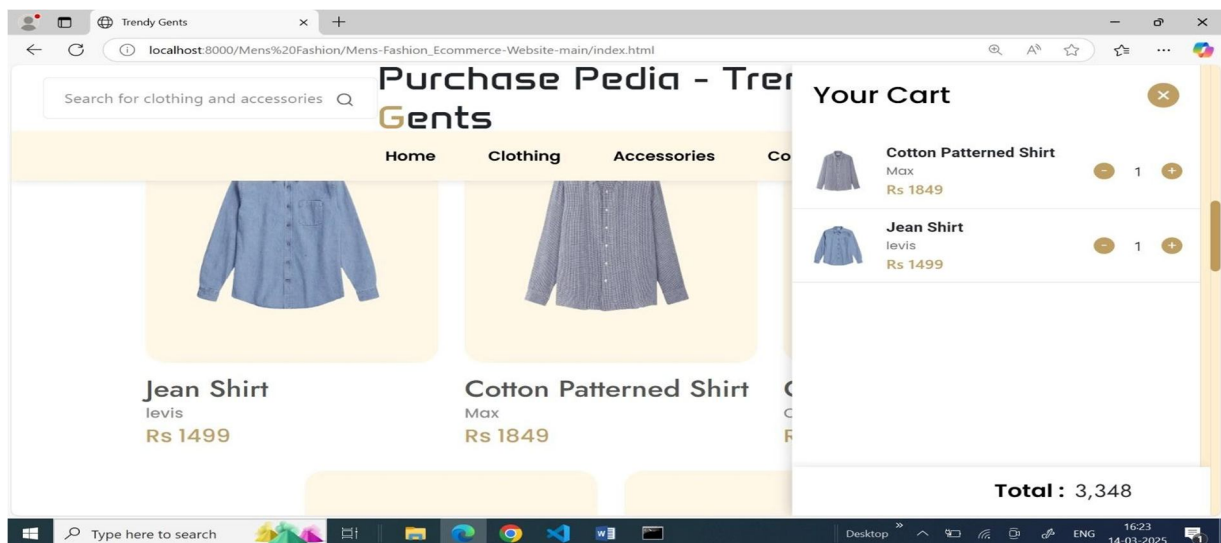 Trendy Gents
localhost:8000/Mens%20Fashion/Mens-Fashion_Ecommerce-Website-main/index.html
Search for clothing and accessories
Purchase Pedia - Tren
Gents
Home Clothing Accessories Co
Jean Shirt
levis
Rs 1499
Cotton Patterned Shirt
Max
Rs 1849
Your Cart
Cotton Patterned Shirt
Max
Rs 1849
- 1 +
Jean Shirt
levis
Rs 1499
- 1 +
Total : 3,348
Type here to search
Desktop
ENG
16:23
14-03-2025